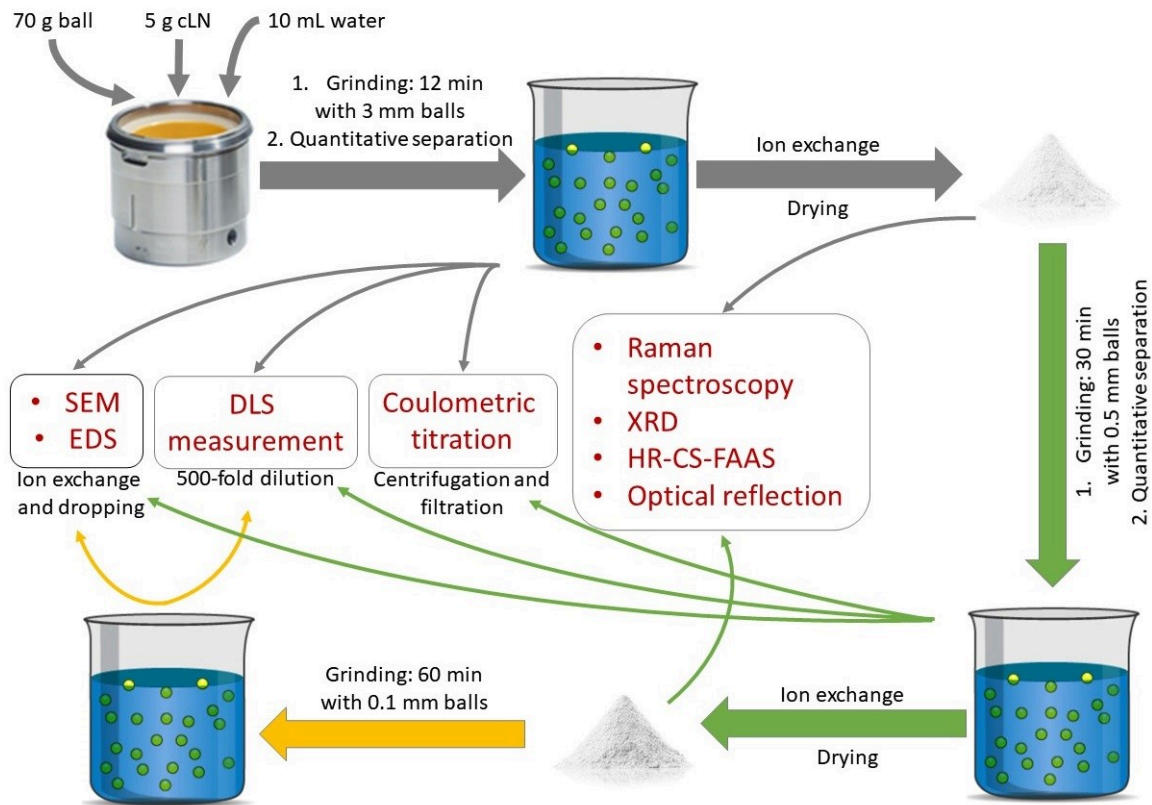 70 g ball
5 g cLN
10 mL water
1. Grinding: 12 min
with 3 mm balls
2. Quantitative separation
Ion exchange
Drying
1. Grinding: 30 min
with 0.5 mm balls
2. Quantitative separation
• SEM
• EDS
Ion exchange
and dropping
DLS
measurement
500-fold dilution
Coulometric
titration
Centrifugation and
filtration
• Raman
spectroscopy
• XRD
• HR-CS-FAAS
• Optical reflection
Grinding: 60 min
with 0.1 mm balls
Ion exchange
Drying